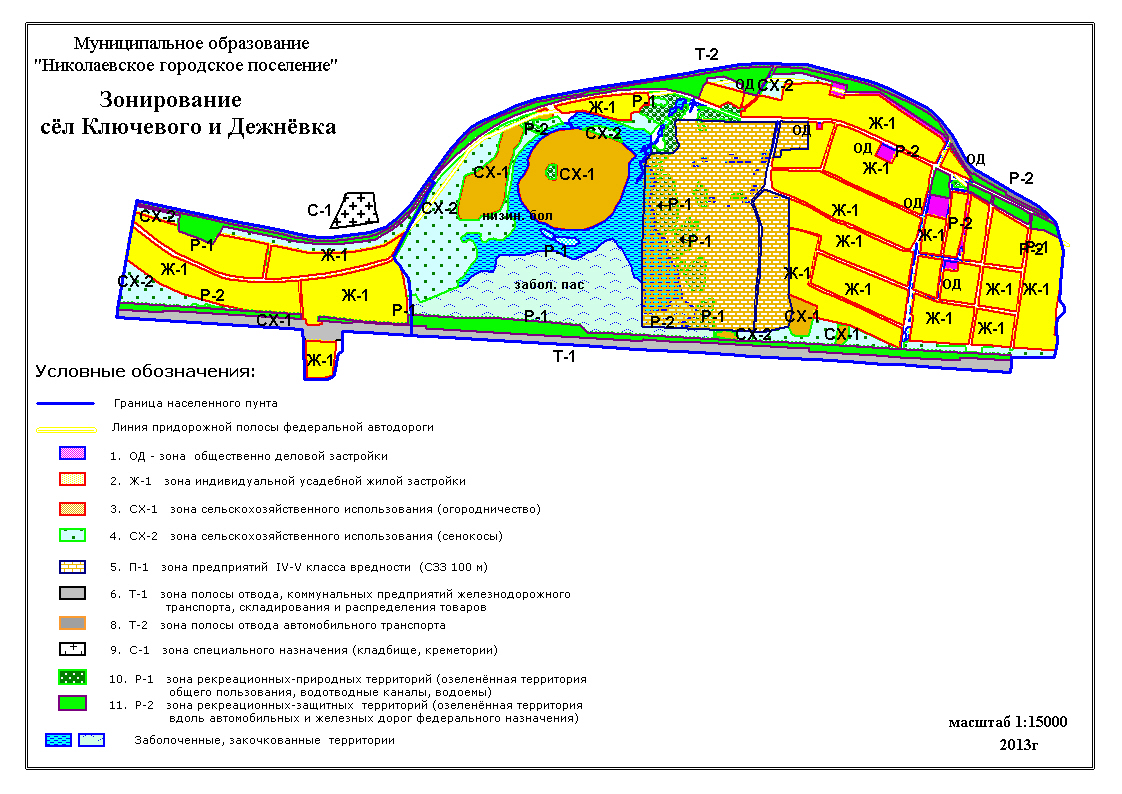 Муниципальное образование
"Николаевское городское поселение"
Зонирование
сёл Ключевого и Дежнёвка
Т-2
ОД
СХ-2
Ж-1
Р-1
Ж-1
Р-2
СХ-2
ОД
ОД
Р-2
Ж-1
ОД
Р-2
СХ-1
СХ-1
С-1
СХ-2
СХ-2
низин. бол
Р-1
Ж-1
ОД
Р-2
Р-1
Ж-1
Р-1
Р-1
Ж-1
Ж-1
Р-2
Р-1
Ж-1
СХ-2
Р-2
Ж-1
Р-1
забол. пас
Ж-1
Ж-1
ОД
Ж-1
Ж-1
СХ-1
Р-1
Р-2
Р-1
СХ-1
СХ-2
СХ-1
Ж-1
Ж-1
Т-1
Ж-1
Условные обозначения:
Граница населенного пунта
Линия придорожной полосы федеральной автодороги
1. ОД - зона общественно деловой застройки
2. Ж-1 зона индивидуальной усадебной жилой застройки
3. СХ-1 зона сельскохозяйственного использования (огородничество)
4. СХ-2 зона сельскохозяйственного использования (сенокосы)
5. П-1 зона предприятий IV-V класса вредности (СЗЗ 100 м)
6. Т-1 зона полосы отвода, коммунальных предприятий железнодорожного
транспорта, складирования и распределения товаров
8. Т-2 зона полосы отвода автомобильного транспорта
9. С-1 зона специального назначения (кладбище, креметории)
10. Р-1 зона рекреационных-природных территорий (озеленённая территория
общего пользования, водотводные каналы, водоемы)
11. Р-2 зона рекреационных-защитных территорий (озеленённая территория
вдоль автомобильных и железных дорог федерального назначения)
Заболоченные, закочкованные территории
масштаб 1:15000
2013г